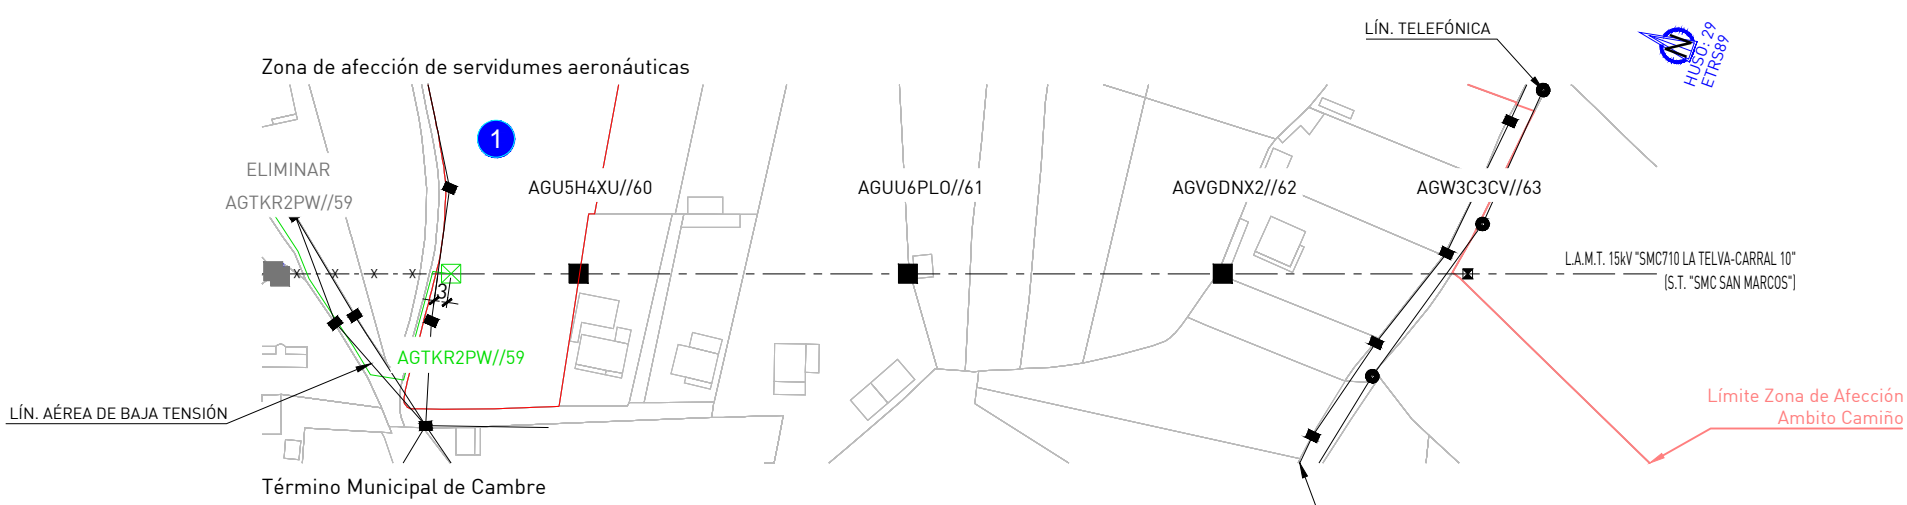 LÍN. TELEFÓNICA
HUSO: 29
ETRS89
N
Zona de afección de servidumes aeronáuticas
1
ELIMINAR
AGTKR2PW//59
AGU5H4XU//60
AGUU6PLO//61
AGVGDNX2//62
AGW3C3CV//63
X X X X
L.A.M.T. 15kV "SMC710 LA TELVA-CARRAL 10"
(S.T. "SMC SAN MARCOS")
3
AGTKR2PW//59
LÍN. AÉREA DE BAJA TENSIÓN
Límite Zona de Afección
Ambito Camiño
Término Municipal de Cambre